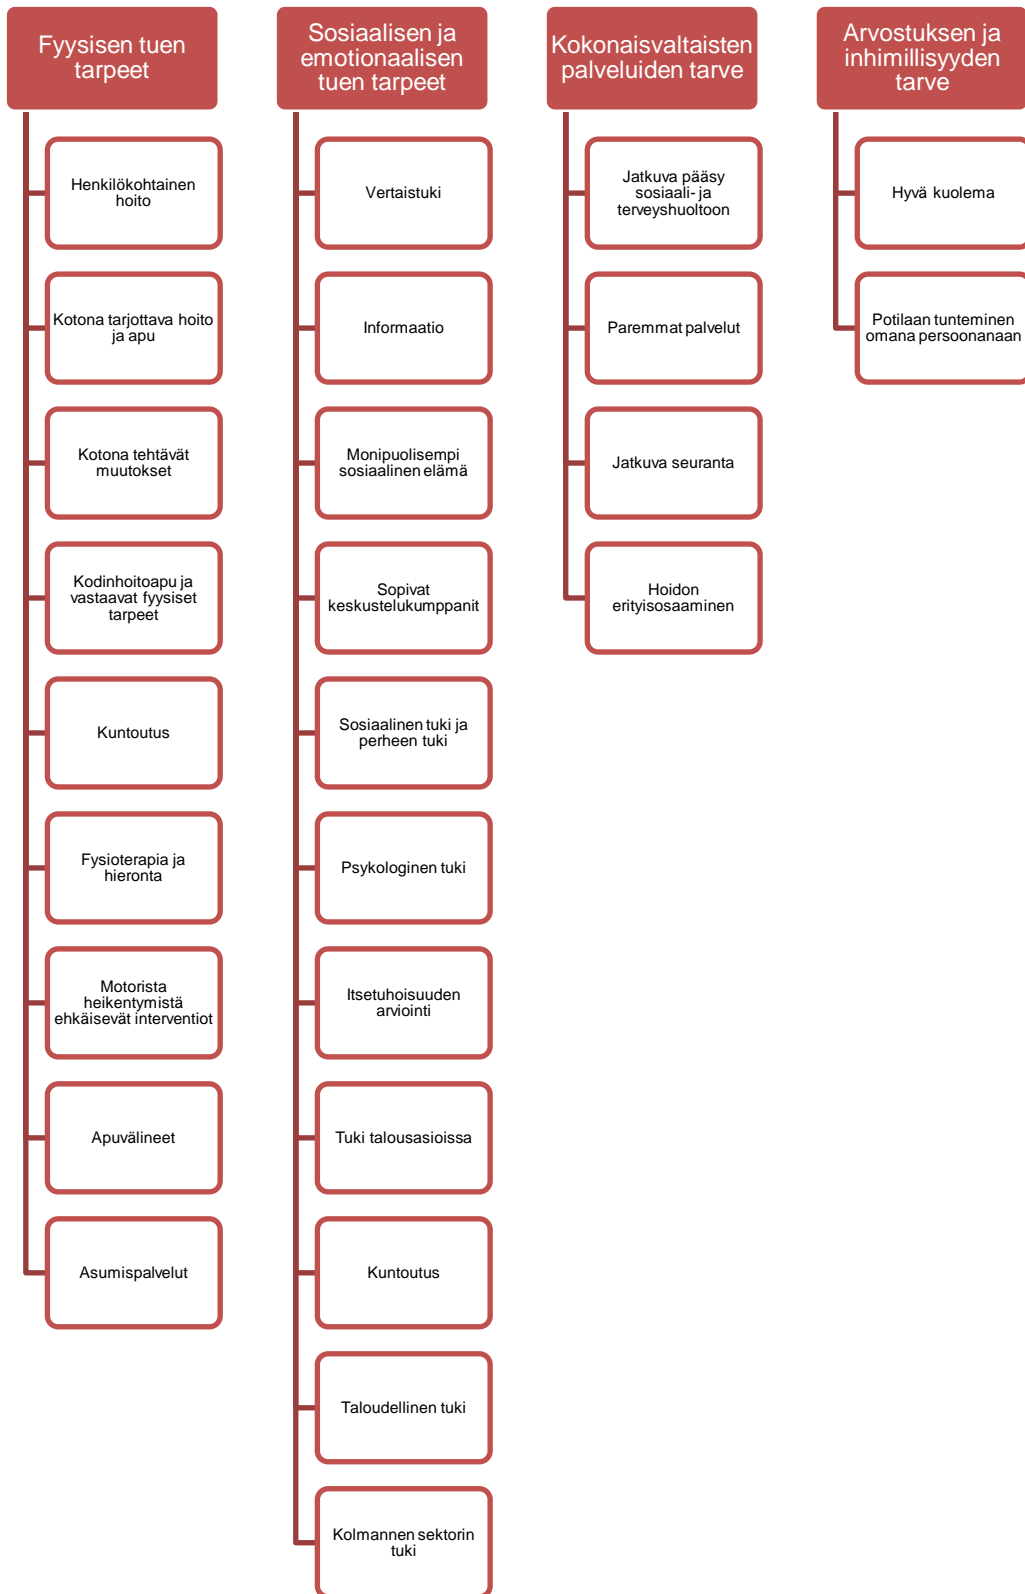 Fyysisen tuen
tarpeet
Henkilökohtainen
hoito
Kotona tarjottava hoito
ja apu
Kotona tehtävät
muutokset
Kodinhoitoapu ja
vastaavat fyysiset
tarpeet
Kuntoutus
Fysioterapia ja
hieronta
Motorista
heikentymistä
ehkäisevät interventiot
Apuvälineet
Asumispalvelut
Sosiaalisen ja
emotionaalisen
tuen tarpeet
Vertaistuki
Informaatio
Monipuolisempi
sosiaalinen elämä
Sopivat
keskustelukumppanit
Sosiaalinen tuki ja
perheen tuki
Psykologinen tuki
Itsetuhoisuuden
arviointi
Tuki talousasioissa
Kuntoutus
Taloudellinen tuki
Kolmannen sektorin
tuki
Kokonaisvaltaisten
palveluiden tarve
Jatkuva pääsy
sosiaali- ja
terveyshuoltoon
Paremmat palvelut
Jatkuva seuranta
Hoidon
erityisosaaminen
Arvostuksen ja
inhimillisyyden
tarve
Hyvä kuolema
Potilaan tunteminen
omana persoonanaan